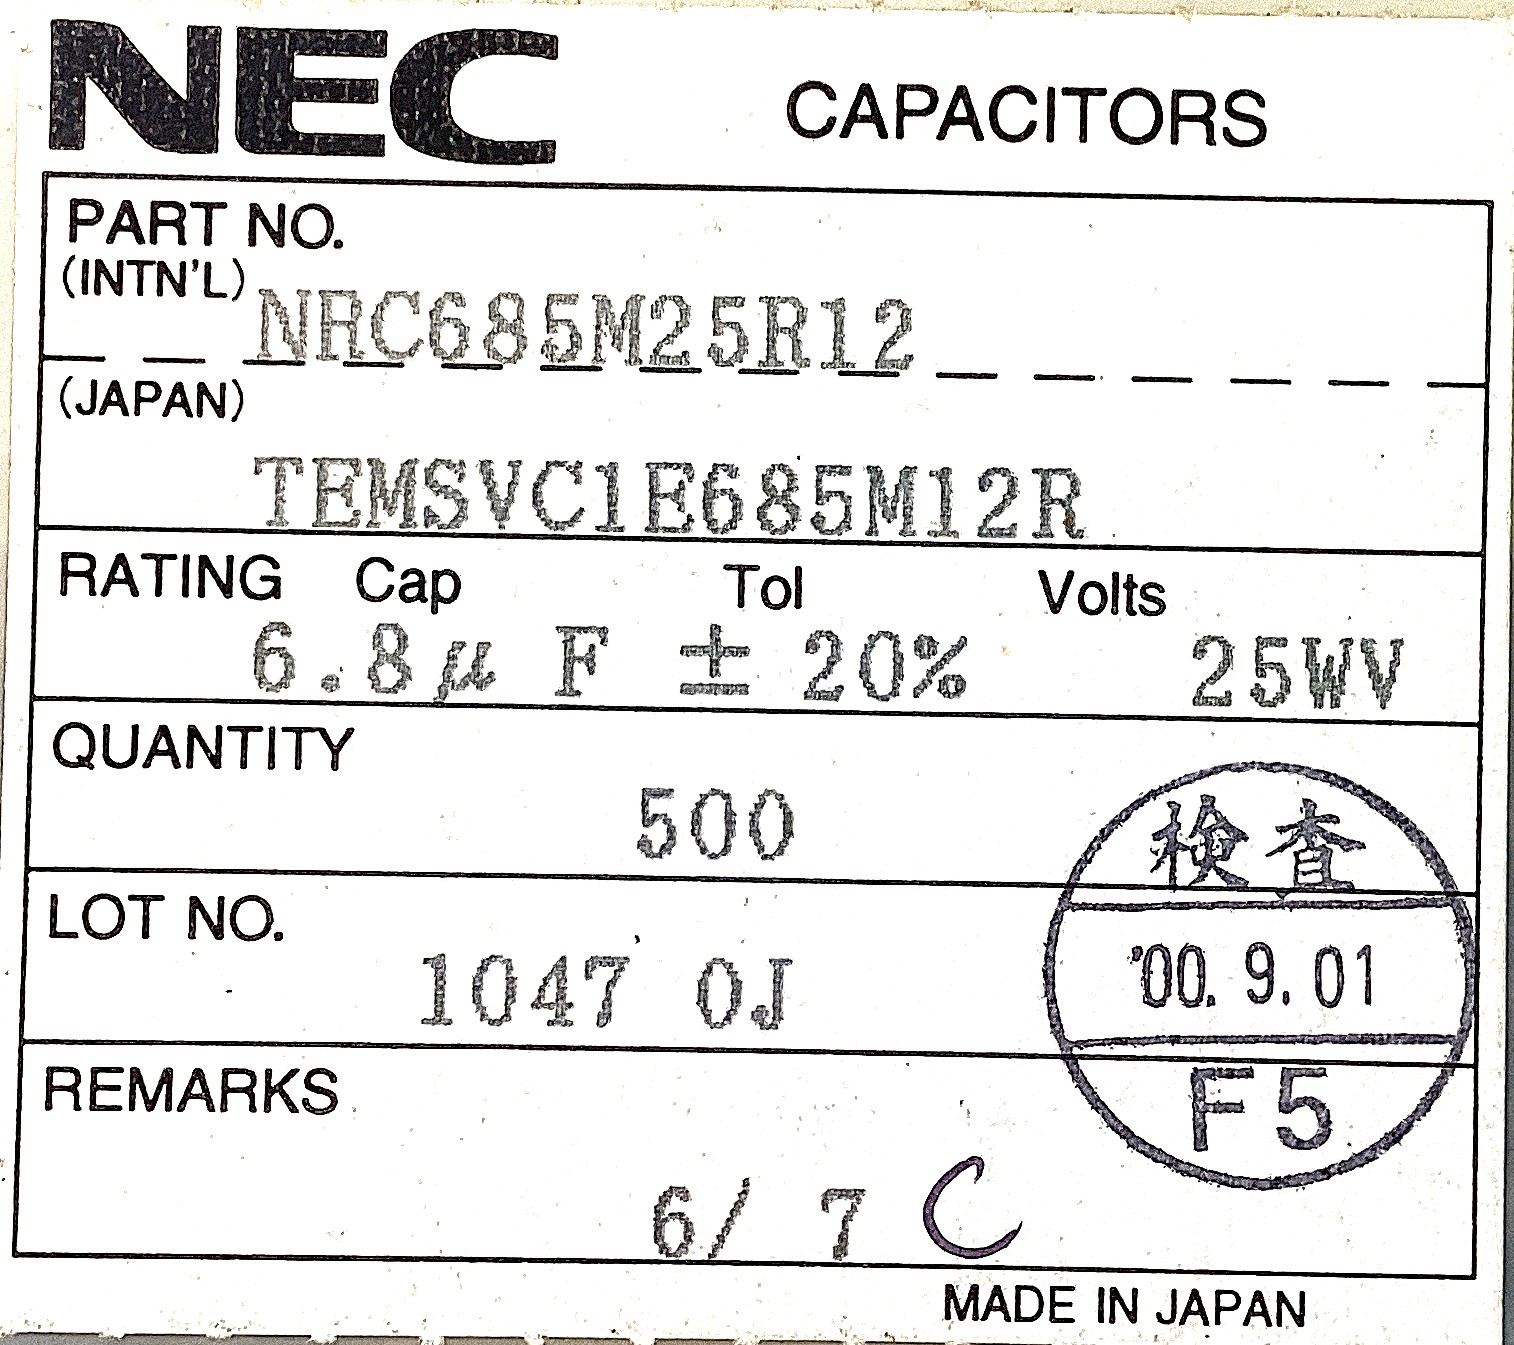 NEC CAPACITORS
PART NO.
(INTN'L) NRC685M25R12
(JAPAN)
TEMSVC1E685M12R
RATING Cap Tol Volts
6.8μF ±20% 25WV
QUANTITY
500
検査
LOT NO.
1047 0J
'00. 9. 01
F5
REMARKS
6/ 7 C
MADE IN JAPAN